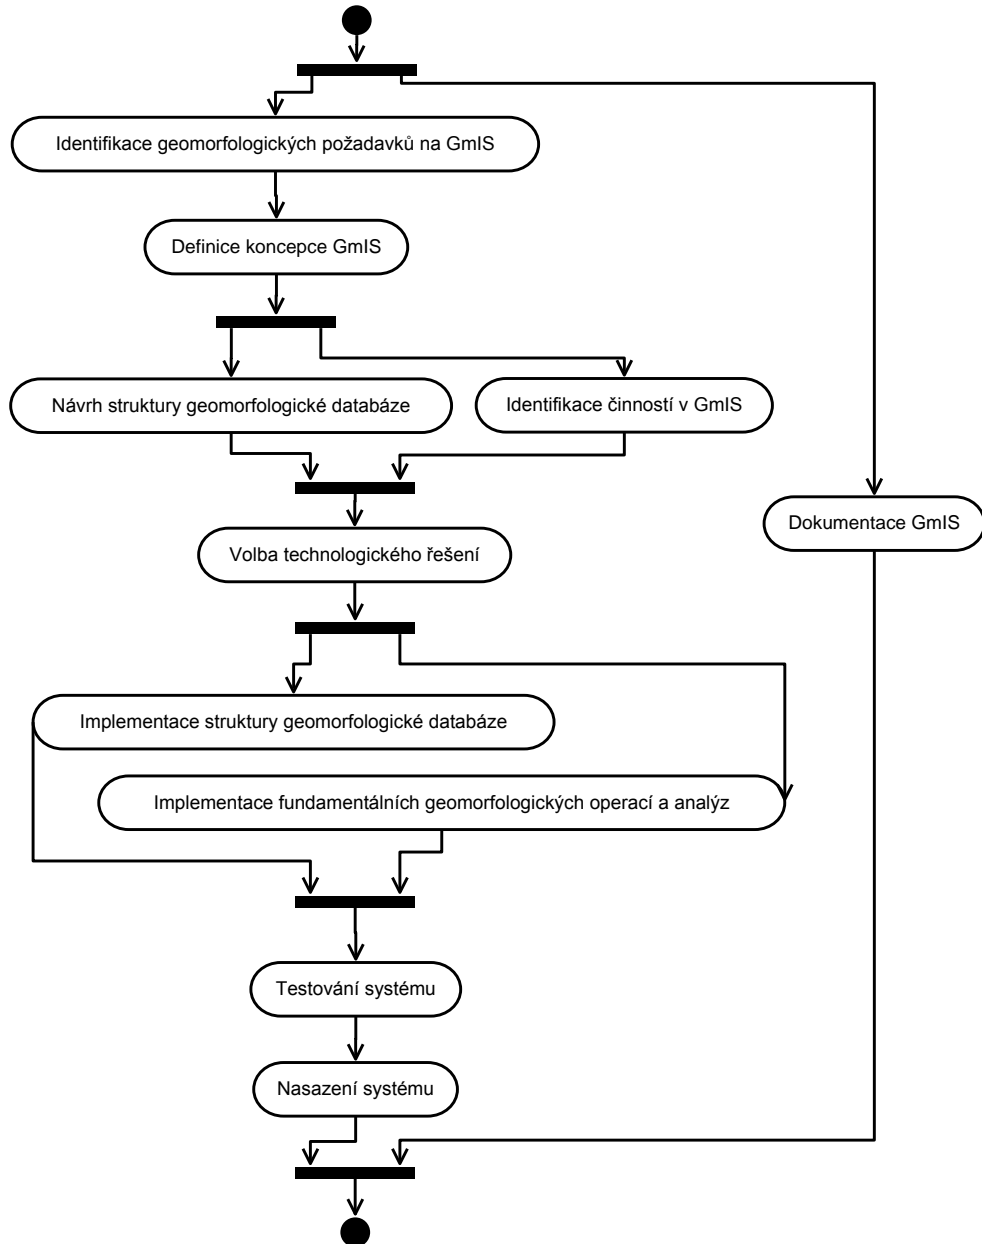 Identifikace geomorfologických požadavků na GmIS
Definice koncepce GmIS
Návrh struktury geomorfologické databáze
Identifikace činností v GmIS
Dokumentace GmIS
Volba technologického řešení
Implementace struktury geomorfologické databáze
Implementace fundamentálních geomorfologických operací a analýz
Testování systému
Nasazení systému